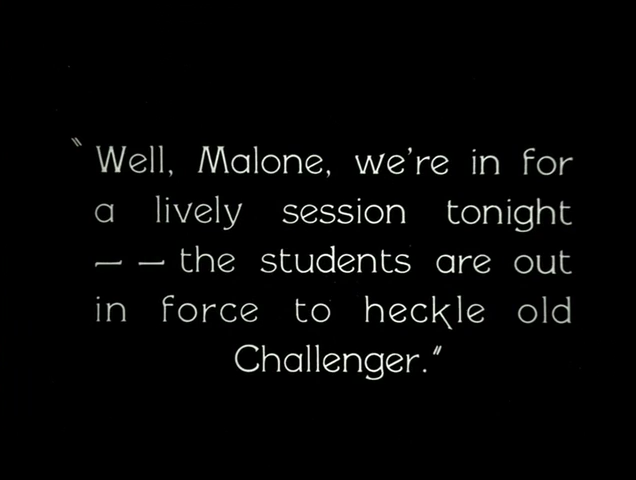 "Well, Malone, we're in for
a lively session tonight
— — the students are out
in force to heckle old
Challenger."